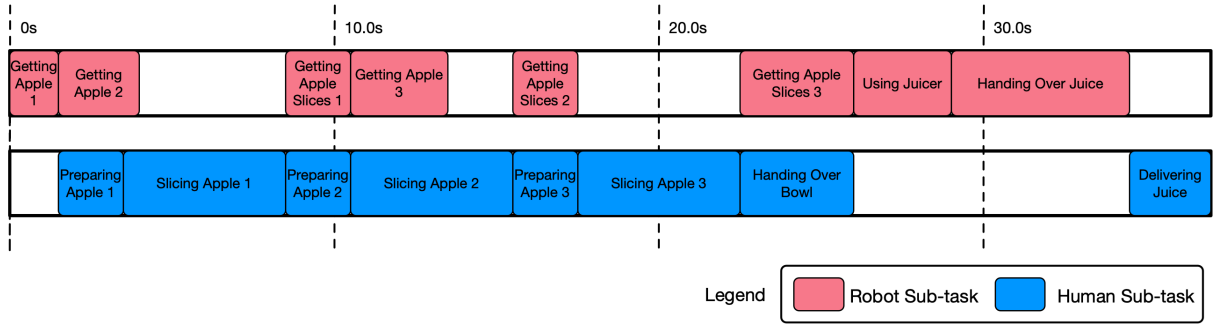 0s
10.0s
20.0s
30.0s
Getting
Apple
1
Getting
Apple 2
Getting
Apple
Slices 1
Getting Apple
3
Getting
Apple
Slices 2
Getting Apple
Slices 3
Using Juicer
Handing Over Juice
Preparing
Apple 1
Slicing Apple 1
Preparing
Apple 2
Slicing Apple 2
Preparing
Apple 3
Slicing Apple 3
Handing Over
Bowl
Delivering
Juice
Legend
Robot Sub-task
Human Sub-task